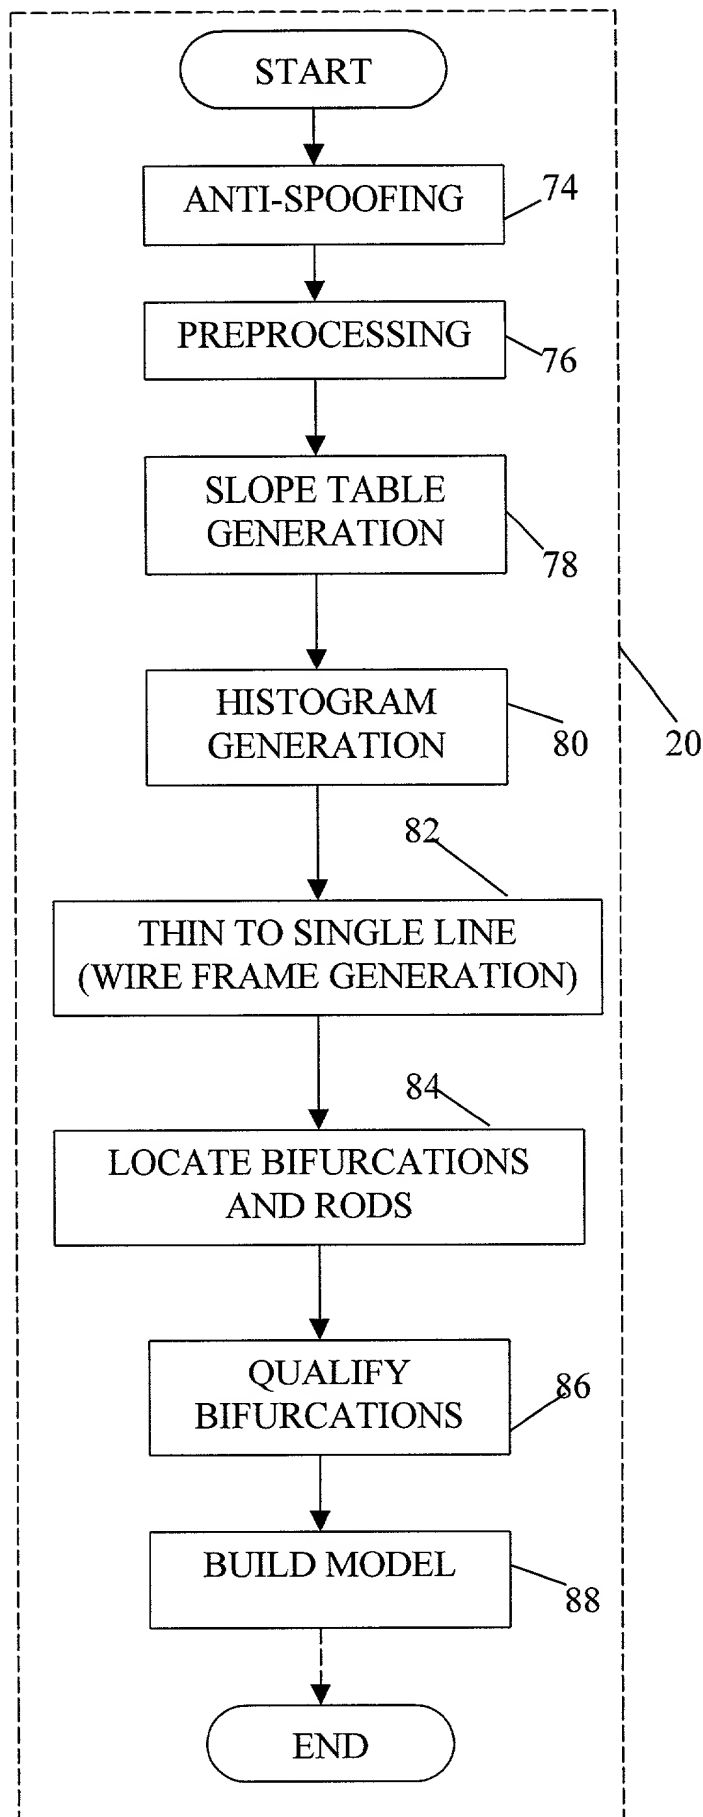 START
ANTI-SPOOFING
74
PREPROCESSING
76
SLOPE TABLE
GENERATION
78
HISTOGRAM
GENERATION
80
20
82
THIN TO SINGLE LINE
(WIRE FRAME GENERATION)
84
LOCATE BIFURCATIONS
AND RODS
QUALIFY
BIFURCATIONS
86
BUILD MODEL
88
END